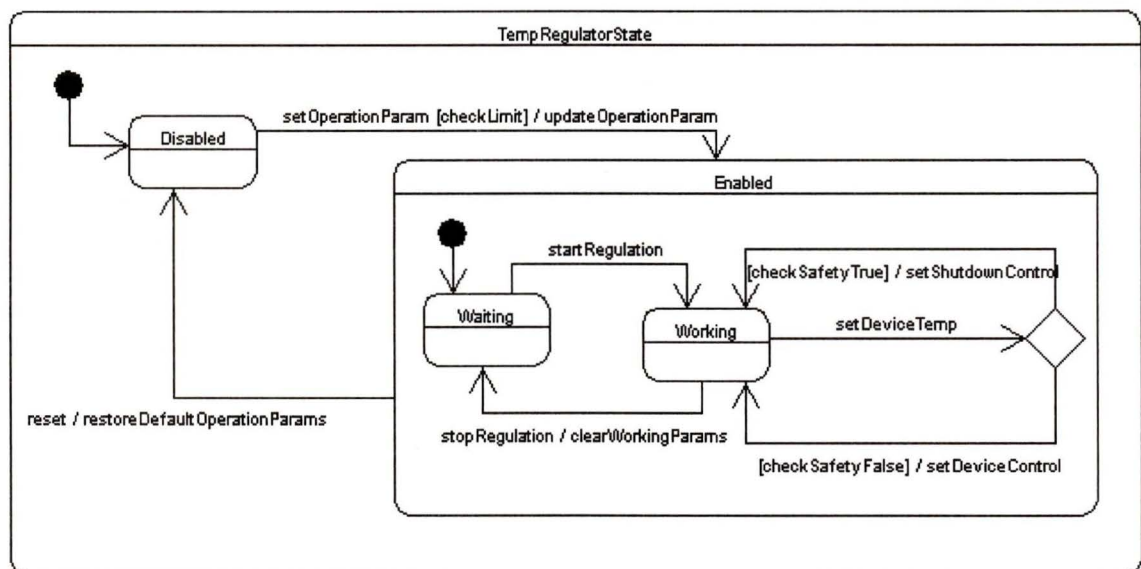 TempRegulatorState
setOperationParam [checkLimit] / updateOperationParam
Disabled
Enabled
startRegulation
[checkSafetyTrue] / setShutdownControl
Waiting
Working
setDeviceTemp
reset / restoreDefaultOperationParams
stopRegulation / clearWorkingParams
[checkSafetyFalse] / setDeviceControl